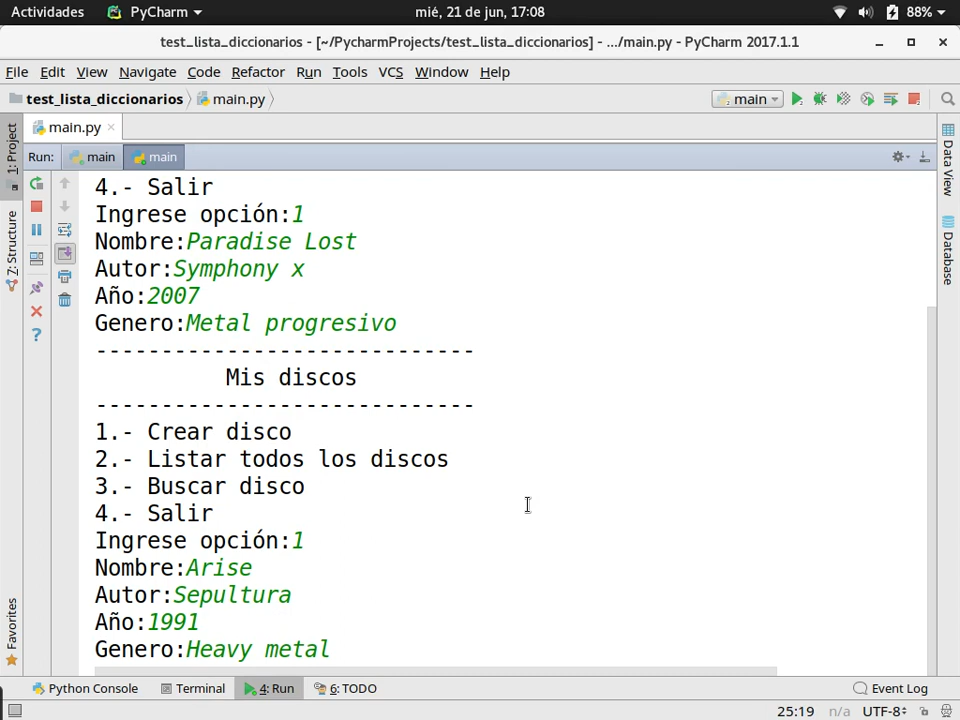 Actividades PyCharm mié, 21 de jun, 17:08 88%
test_lista_diccionarios - [~/PycharmProjects/test_lista_diccionarios] - .../main.py - PyCharm 2017.1.1
File Edit View Navigate Code Refactor Run Tools VCS Window Help
test_lista_diccionarios main.py main
main.py
Run: main main
4.- Salir
Ingrese opción:1
Nombre:Paradise Lost
Autor:Symphony x
Año:2007
Genero:Metal progresivo
-----------------------------
Mis discos
-----------------------------
1.- Crear disco
2.- Listar todos los discos
3.- Buscar disco
4.- Salir
Ingrese opción:1
Nombre:Arise
Autor:Sepultura
Año:1991
Genero:Heavy metal
1: Project
7: Structure
Favorites
Data View
Database
Python Console Terminal 4: Run 6: TODO Event Log
25:19 n/a UTF-8